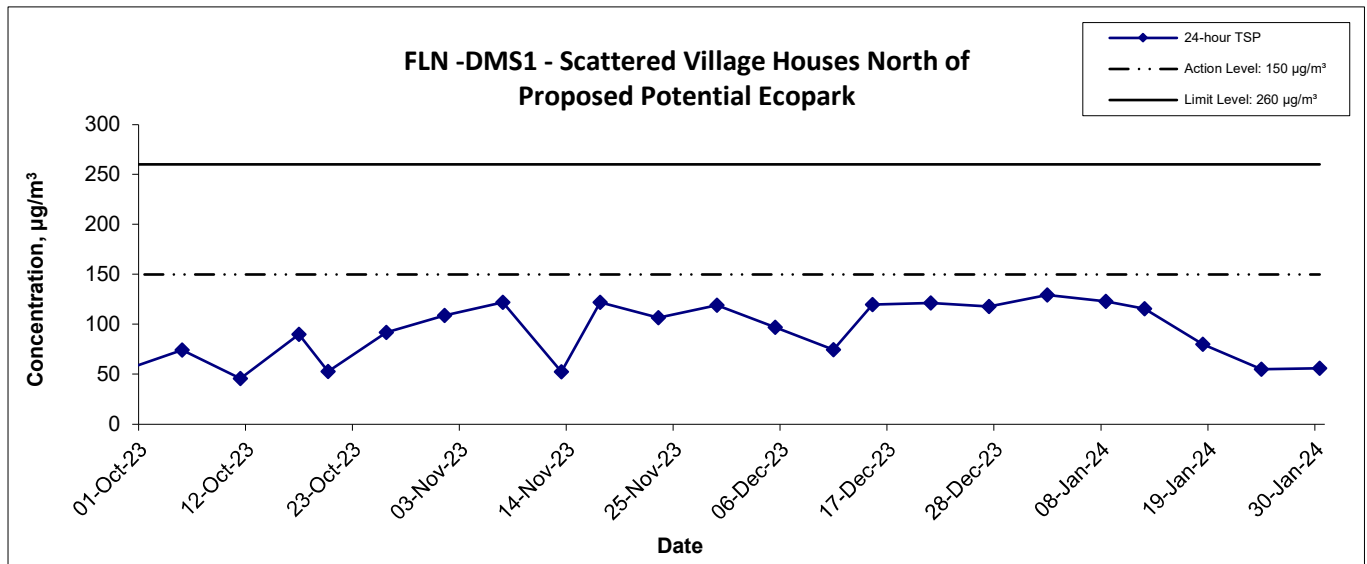 24-hour TSP
Action Level: 150 µg/m³
Limit Level: 260 µg/m³
FLN -DMS1 - Scattered Village Houses North of
Proposed Potential Ecopark
Concentration, µg/m³
300
250
200
150
100
50
0
01-Oct-23
12-Oct-23
23-Oct-23
03-Nov-23
14-Nov-23
25-Nov-23
06-Dec-23
17-Dec-23
28-Dec-23
08-Jan-24
19-Jan-24
30-Jan-24
Date